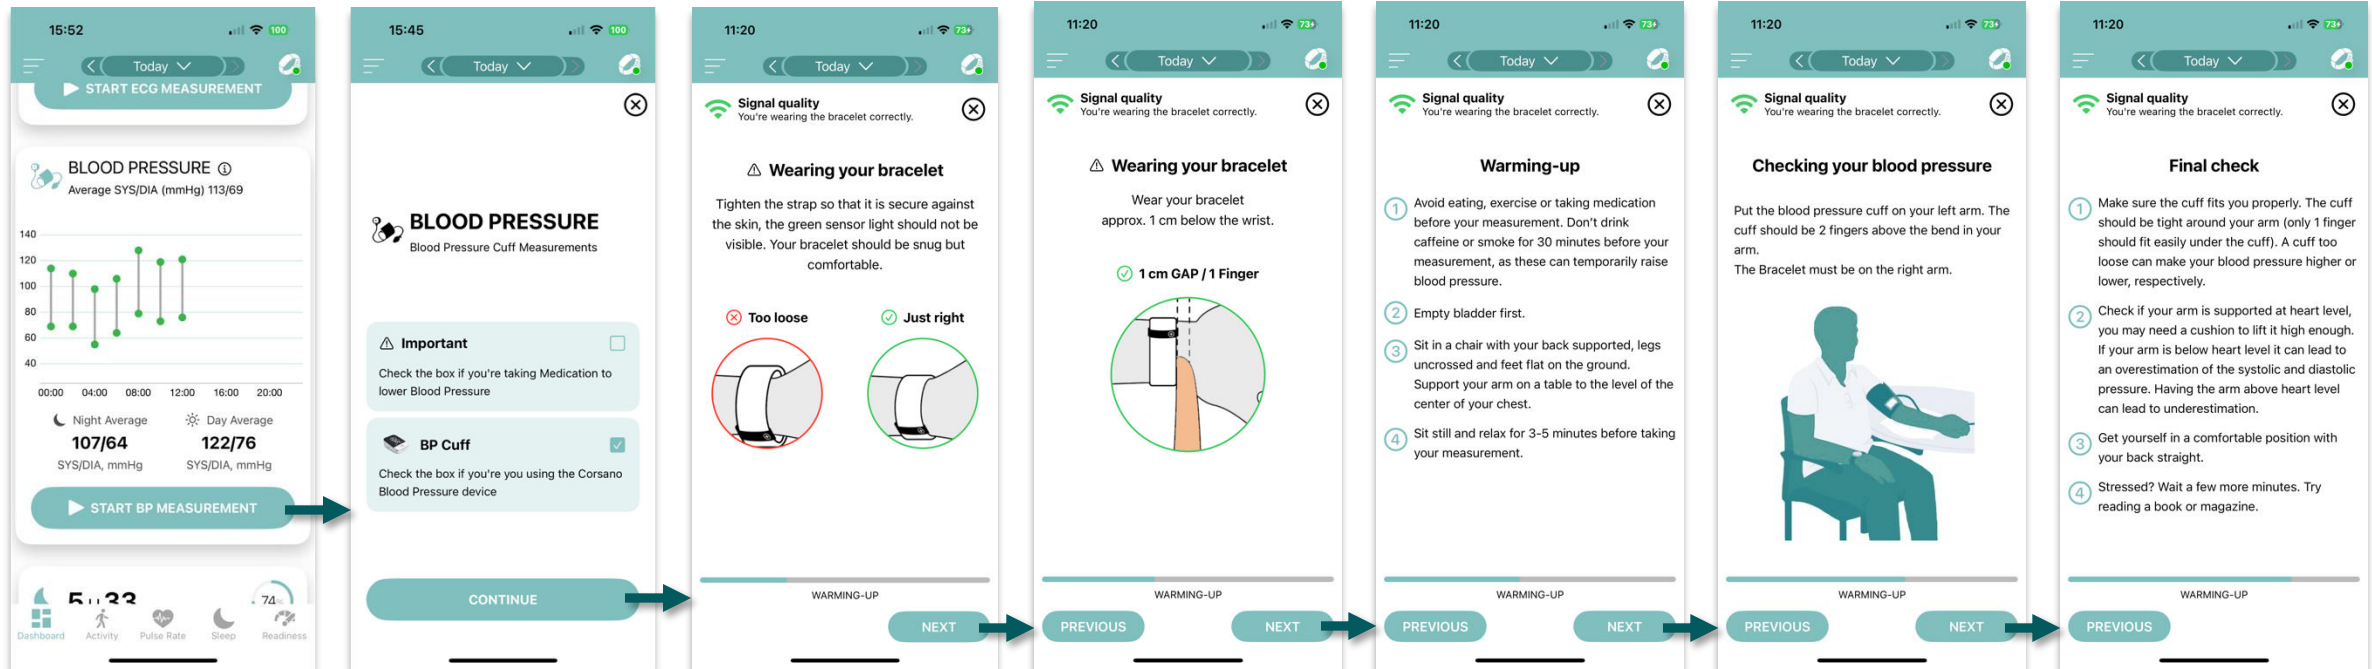 15:52
100
Today
START ECG MEASUREMENT
BLOOD PRESSURE
Average SYS/DIA (mmHg) 113/69
140
120
100
80
60
40
00:00 04:00 08:00 12:00 16:00 20:00
Night Average
107/64
SYS/DIA, mmHg
Day Average
122/76
SYS/DIA, mmHg
START BP MEASUREMENT
74
Dashboard Activity Pulse Rate Sleep Readiness
15:45
100
Today
BLOOD PRESSURE
Blood Pressure Cuff Measurements
Important
Check the box if you're taking Medication to
lower Blood Pressure
BP Cuff
Check the box if you're you using the Corsano
Blood Pressure device
CONTINUE
11:20
73
Today
Signal quality
You're wearing the bracelet correctly.
Wearing your bracelet
Tighten the strap so that it is secure against
the skin, the green sensor light should not be
visible. Your bracelet should be snug but
comfortable.
Too loose
Just right
WARMING-UP
NEXT
11:20
73
Today
Signal quality
You're wearing the bracelet correctly.
Wearing your bracelet
Wear your bracelet
approx. 1 cm below the wrist.
1 cm GAP / 1 Finger
WARMING-UP
PREVIOUS
NEXT
11:20
73
Today
Signal quality
You're wearing the bracelet correctly.
Warming-up
1 Avoid eating, exercise or taking medication
before your measurement. Don't drink
caffeine or smoke for 30 minutes before your
measurement, as these can temporarily raise
blood pressure.
2 Empty bladder first.
3 Sit in a chair with your back supported, legs
uncrossed and feet flat on the ground.
Support your arm on a table to the level of the
center of your chest.
4 Sit still and relax for 3-5 minutes before taking
your measurement.
WARMING-UP
PREVIOUS
NEXT
11:20
73
Today
Signal quality
You're wearing the bracelet correctly.
Checking your blood pressure
Put the blood pressure cuff on your left arm. The
cuff should be 2 fingers above the bend in your
arm.
The Bracelet must be on the right arm.
WARMING-UP
PREVIOUS
NEXT
11:20
73
Today
Signal quality
You're wearing the bracelet correctly.
Final check
1 Make sure the cuff fits you properly. The cuff
should be tight around your arm (only 1 finger
should fit easily under the cuff). A cuff too
loose can make your blood pressure higher or
lower, respectively.
2 Check if your arm is supported at heart level,
you may need a cushion to lift it high enough.
If your arm is below heart level it can lead to
an overestimation of the systolic and diastolic
pressure. Having the arm above heart level
can lead to underestimation.
3 Get yourself in a comfortable position with
your back straight.
4 Stressed? Wait a few more minutes. Try
reading a book or magazine.
WARMING-UP
PREVIOUS